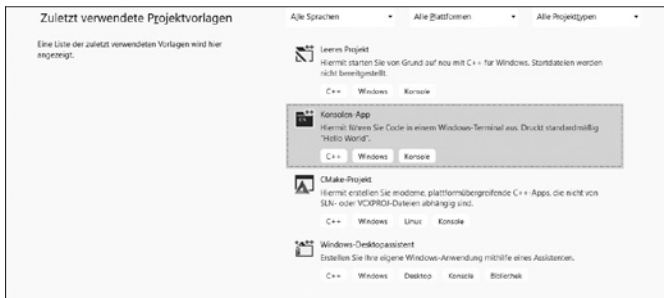 Zuletzt verwendete Projektvorlagen
Alle Sprachen Alle Plattformen Alle Projekttypen
Eine Liste der zuletzt verwendeten Vorlagen wird hier
angezeigt.
Leeres Projekt
Hiermit starten Sie von Grund auf neu mit C++ für Windows. Startdateien werden
nicht bereitgestellt.
C++ Windows Konsole
Konsolen-App
Hiermit führen Sie Code in einem Windows-Terminal aus. Druckt standardmäßig
"Hello World".
C++ Windows Konsole
CMake-Projekt
Hiermit erstellen Sie moderne, plattformübergreifende C++-Apps, die nicht von
SLN- oder VCXPROJ-Dateien abhängig sind.
C++ Windows Linux Konsole
Windows-Desktopassistent
Erstellen Sie Ihre eigene Windows-Anwendung mithilfe eines Assistenten.
C++ Windows Desktop Konsole Bibliothek